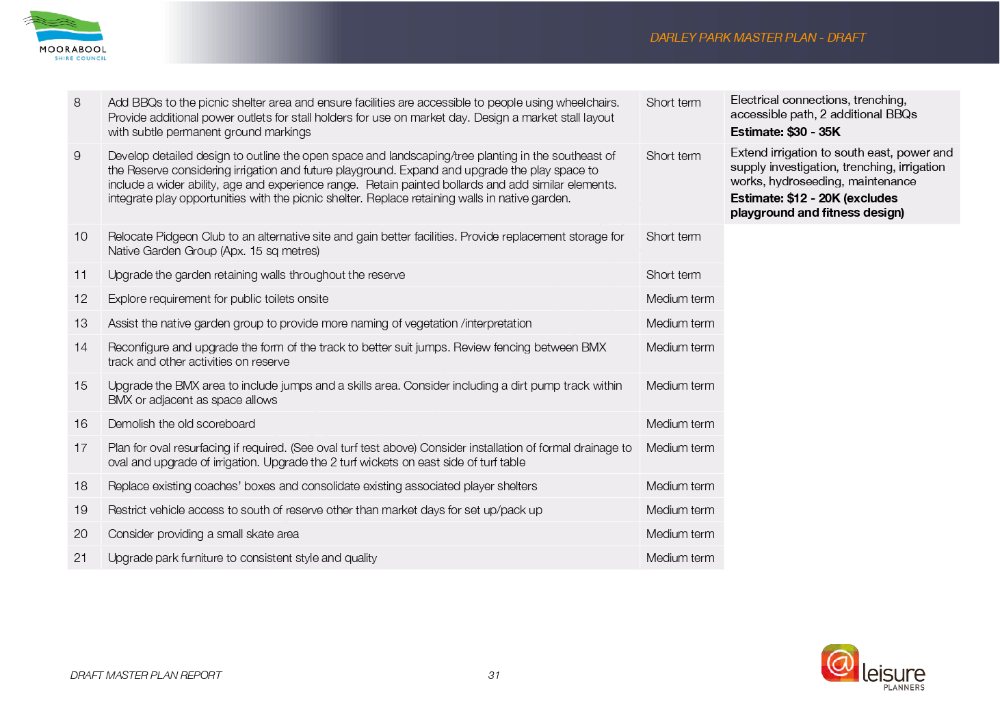 MOORABOOL
SHIRE COUNCIL
DARLEY PARK MASTER PLAN - DRAFT
8
Add BBQs to the picnic shelter area and ensure facilities are accessible to people using wheelchairs.
Provide additional power outlets for stall holders for use on market day. Design a market stall layout
with subtle permanent ground markings
Short term
Electrical connections, trenching,
accessible path, 2 additional BBQs
Estimate: $30 - 35K
9
Develop detailed design to outline the open space and landscaping/tree planting in the southeast of
the Reserve considering irrigation and future playground. Expand and upgrade the play space to
include a wider ability, age and experience range.  Retain painted bollards and add similar elements.
integrate play opportunities with the picnic shelter. Replace retaining walls in native garden.
Short term
Extend irrigation to south east, power and
supply investigation, trenching, irrigation
works, hydroseeding, maintenance
Estimate: $12 - 20K (excludes
playground and fitness design)
10
Relocate Pidgeon Club to an alternative site and gain better facilities. Provide replacement storage for
Native Garden Group (Apx. 15 sq metres)
Short term
11
Upgrade the garden retaining walls throughout the reserve
Short term
12
Explore requirement for public toilets onsite
Medium term
13
Assist the native garden group to provide more naming of vegetation /interpretation
Medium term
14
Reconfigure and upgrade the form of the track to better suit jumps. Review fencing between BMX
track and other activities on reserve
Medium term
15
Upgrade the BMX area to include jumps and a skills area. Consider including a dirt pump track within
BMX or adjacent as space allows
Medium term
16
Demolish the old scoreboard
Medium term
17
Plan for oval resurfacing if required. (See oval turf test above) Consider installation of formal drainage to
oval and upgrade of irrigation. Upgrade the 2 turf wickets on east side of turf table
Medium term
18
Replace existing coaches’ boxes and consolidate existing associated player shelters
Medium term
19
Restrict vehicle access to south of reserve other than market days for set up/pack up
Medium term
20
Consider providing a small skate area
Medium term
21
Upgrade park furniture to consistent style and quality
Medium term
DRAFT MASTER PLAN REPORT
31
@leisure
PLANNERS